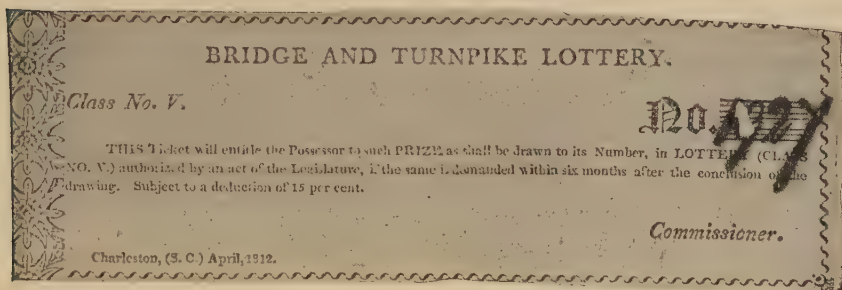 BRIDGE AND TURNPIKE LOTTERY.
Class No. V.
No.
THIS Ticket will entitle the Possessor to such PRIZE as shall be drawn to its Number, in LOTTERY (CLASS
NO. V.) authorized by an act of the Legislature, if the same is demanded within six months after the conclusion of the
drawing. Subject to a deduction of 15 per cent.
Commissioner.
Charleston, (S. C.) April, 1812.